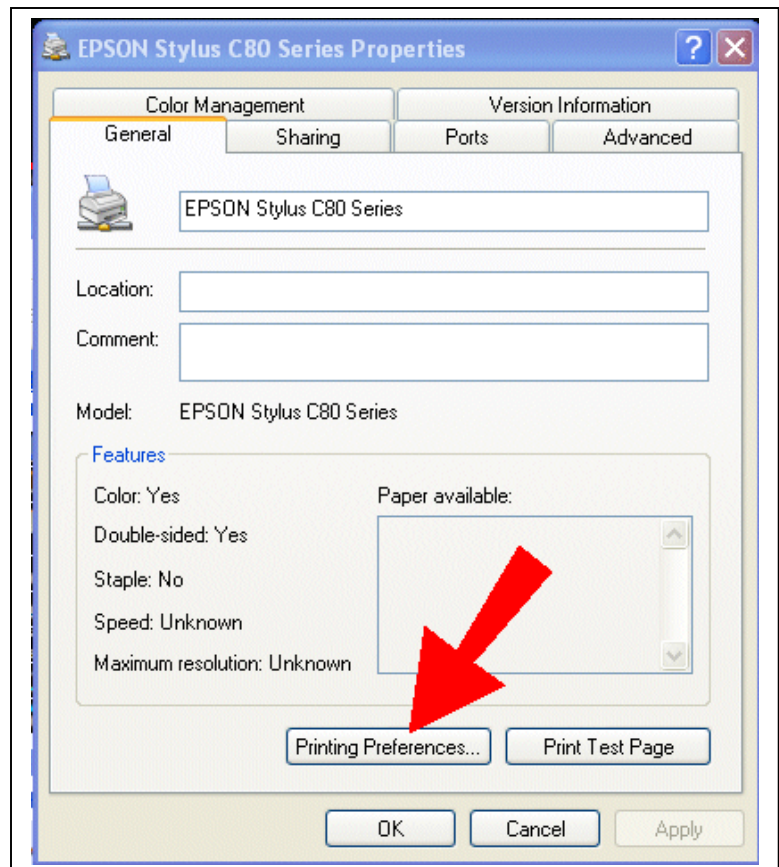 EPSON Stylus C80 Series Properties
?
Color Management Version Information
General Sharing Ports Advanced
EPSON Stylus C80 Series
Location:
Comment:
Model: EPSON Stylus C80 Series
Features
Color: Yes Paper available:
Double-sided: Yes
Staple: No
Speed: Unknown
Maximum resolution: Unknown
Printing Preferences... Print Test Page
OK Cancel Apply